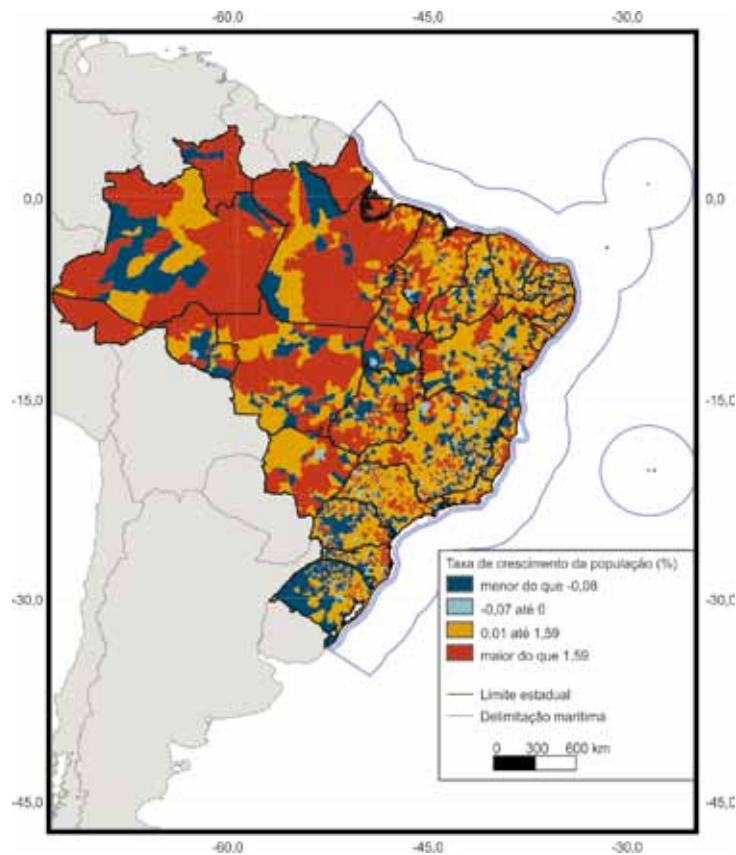 -60,0 -45,0 -30,0
0,0 0,0
-15,0 -15,0
-30,0 -30,0
-45,0 -45,0
-60,0 -45,0 -30,0
Taxa de crescimento da população (%)
menor do que -0,08
-0,07 até 0
0,01 até 1,59
maior do que 1,59
Limite estadual
Delimitação marítima
0 300 600 km